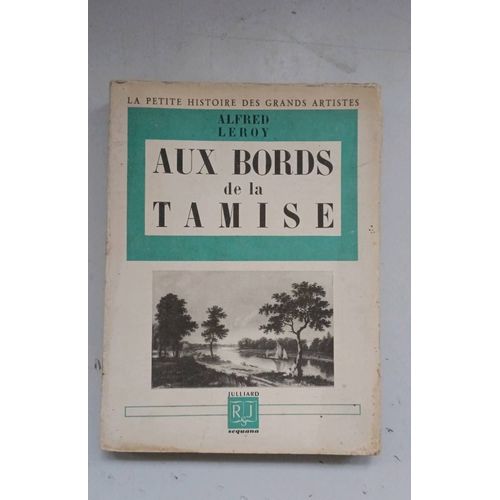 LA PETITE HISTOIRE DES GRANDS ARTISTES
ALFRED
LEROY
AUX BORDS
de la
TAMISE
JULLIARD
RJ
sequana